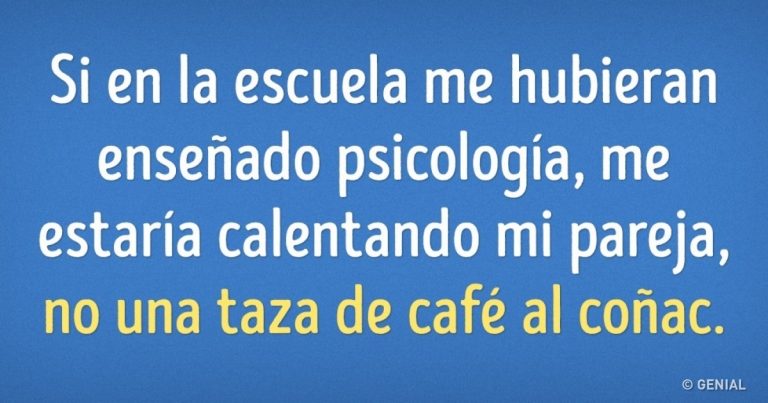 Si en la escuela me hubieran
enseñado psicología, me
estaría calentando mi pareja,
no una taza de café al coñac.
© GENIAL